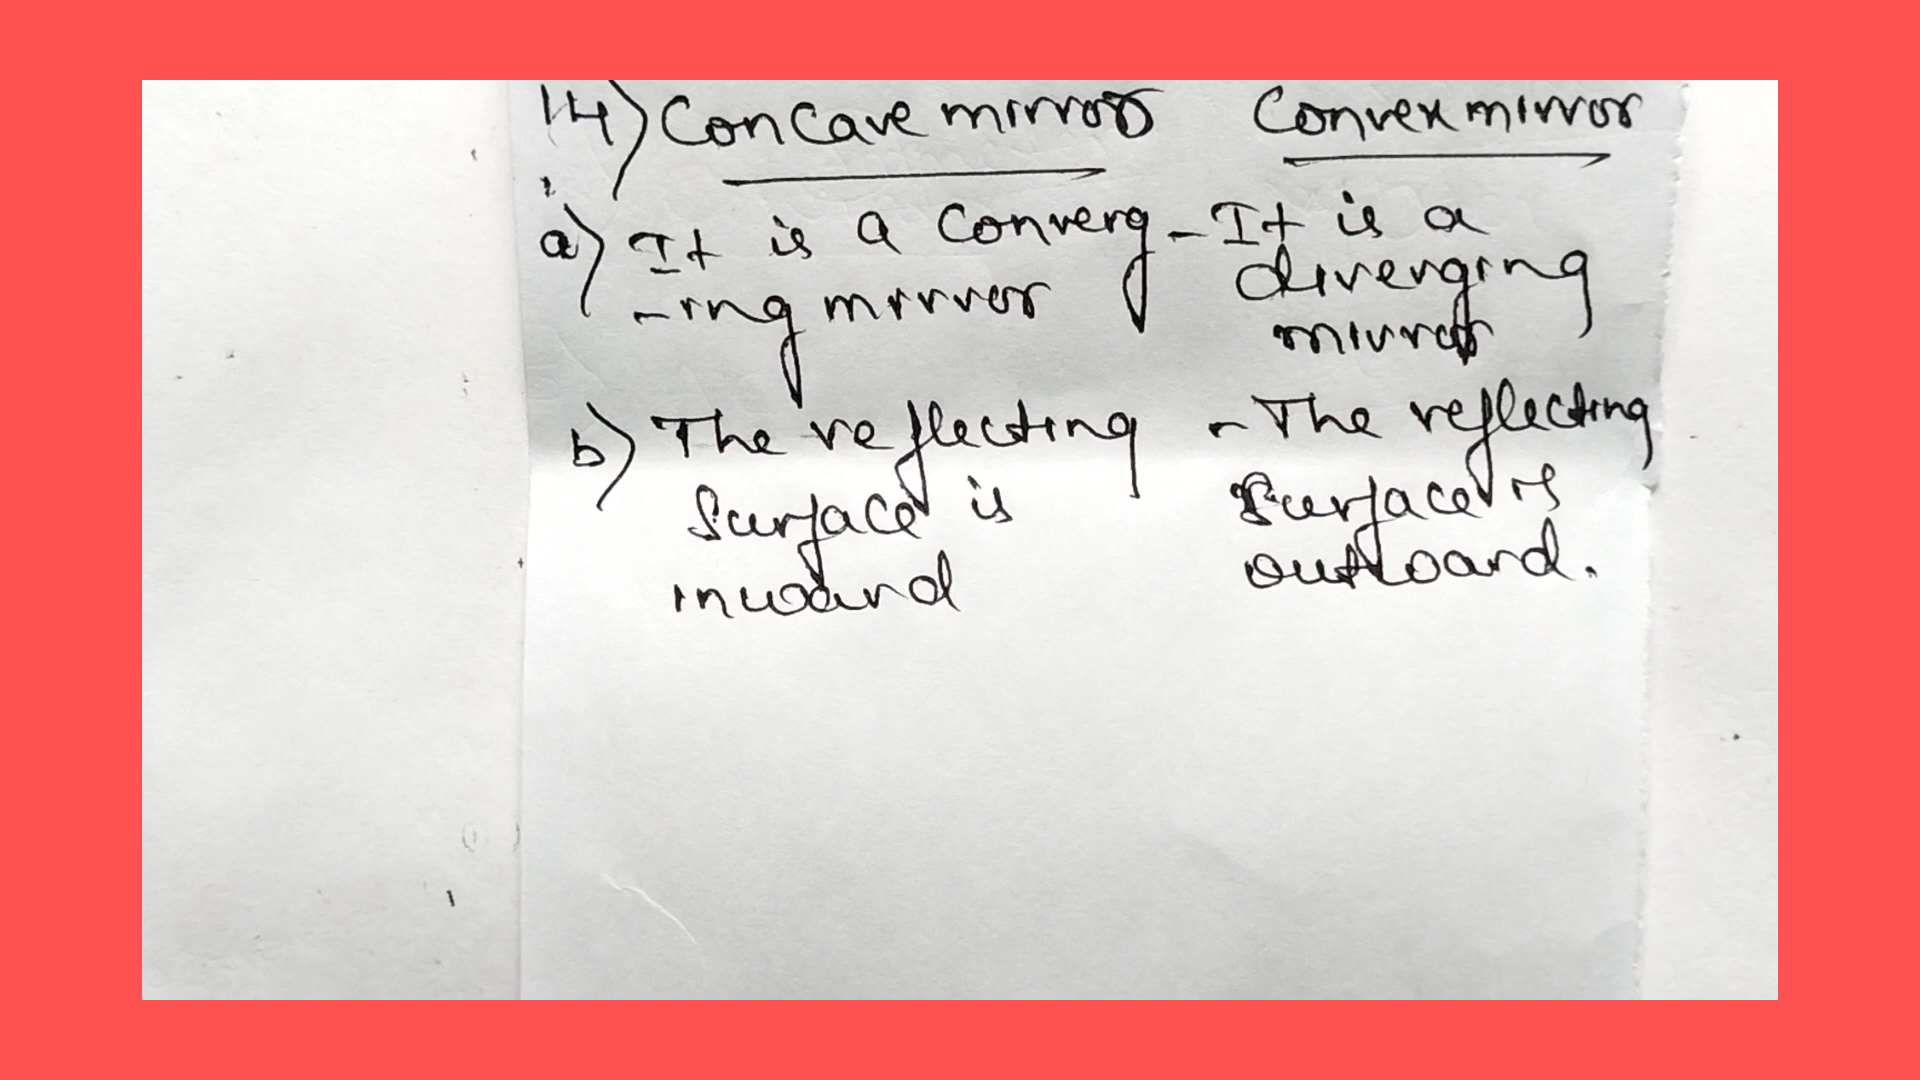 14) Concave mirror Convex mirror
a) It is a converg - It is a
-ing mirror diverging
mirror
b) The reflecting - The reflecting
Surface is Surface is
inward outward.